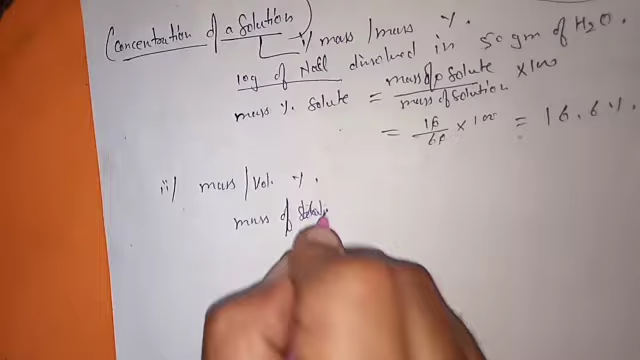 Concentration of a solution
i/ mass / mass %.
10g of NaCl dissolved in 50 gm of H2O.
mass % solute = mass of solute / mass of solution × 100
= 10/60 × 100 = 16.6 %.
ii/ mass / Vol. %.
mass of